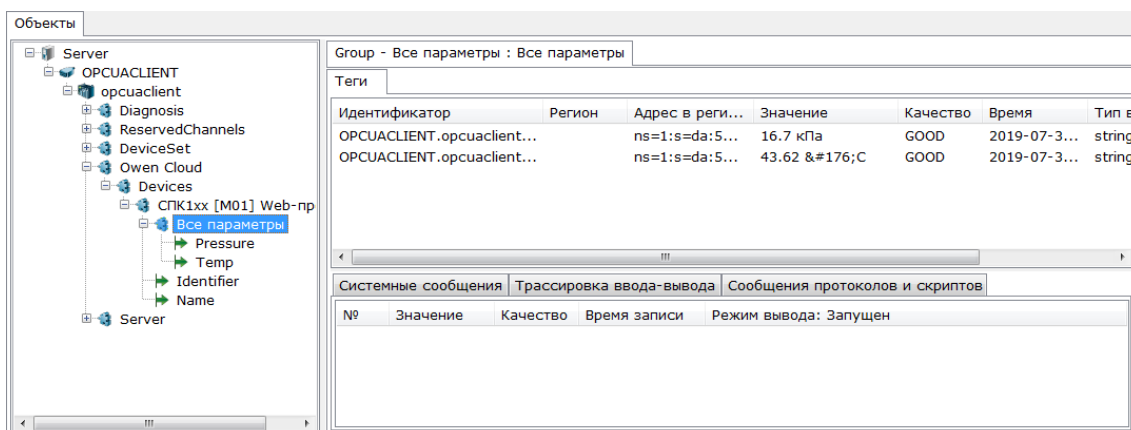 Объекты
Server
OPCUACLIENT
opcuaclient
Diagnosis
ReservedChannels
DeviceSet
Owen Cloud
Devices
СПК1xx [M01] Web-пр
Все параметры
Pressure
Temp
Identifier
Name
Server
Group - Все параметры : Все параметры
Теги
Идентификатор Регион Адрес в реги... Значение Качество Время Тип в
OPCUACLIENT.opcuaclient... ns=1:s=da:5... 16.7 кПа GOOD 2019-07-3... string
OPCUACLIENT.opcuaclient... ns=1:s=da:5... 43.62 &#176;C GOOD 2019-07-3... string
Системные сообщения Трассировка ввода-вывода Сообщения протоколов и скриптов
№ Значение Качество Время записи Режим вывода: Запущен